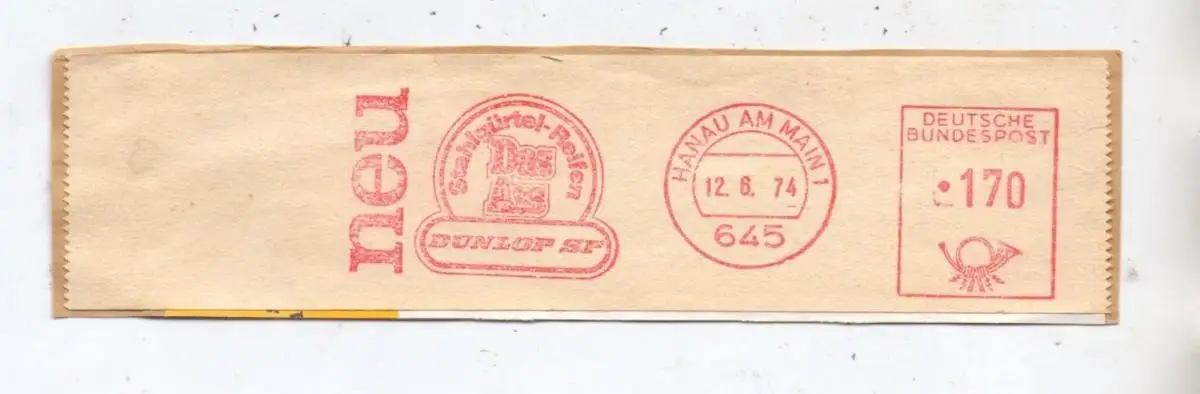 neu
Stahlgürtel-Reifen
Das
As
DUNLOP SP
HANAU AM MAIN 1
12. 6. 74
645
DEUTSCHE
BUNDESPOST
170